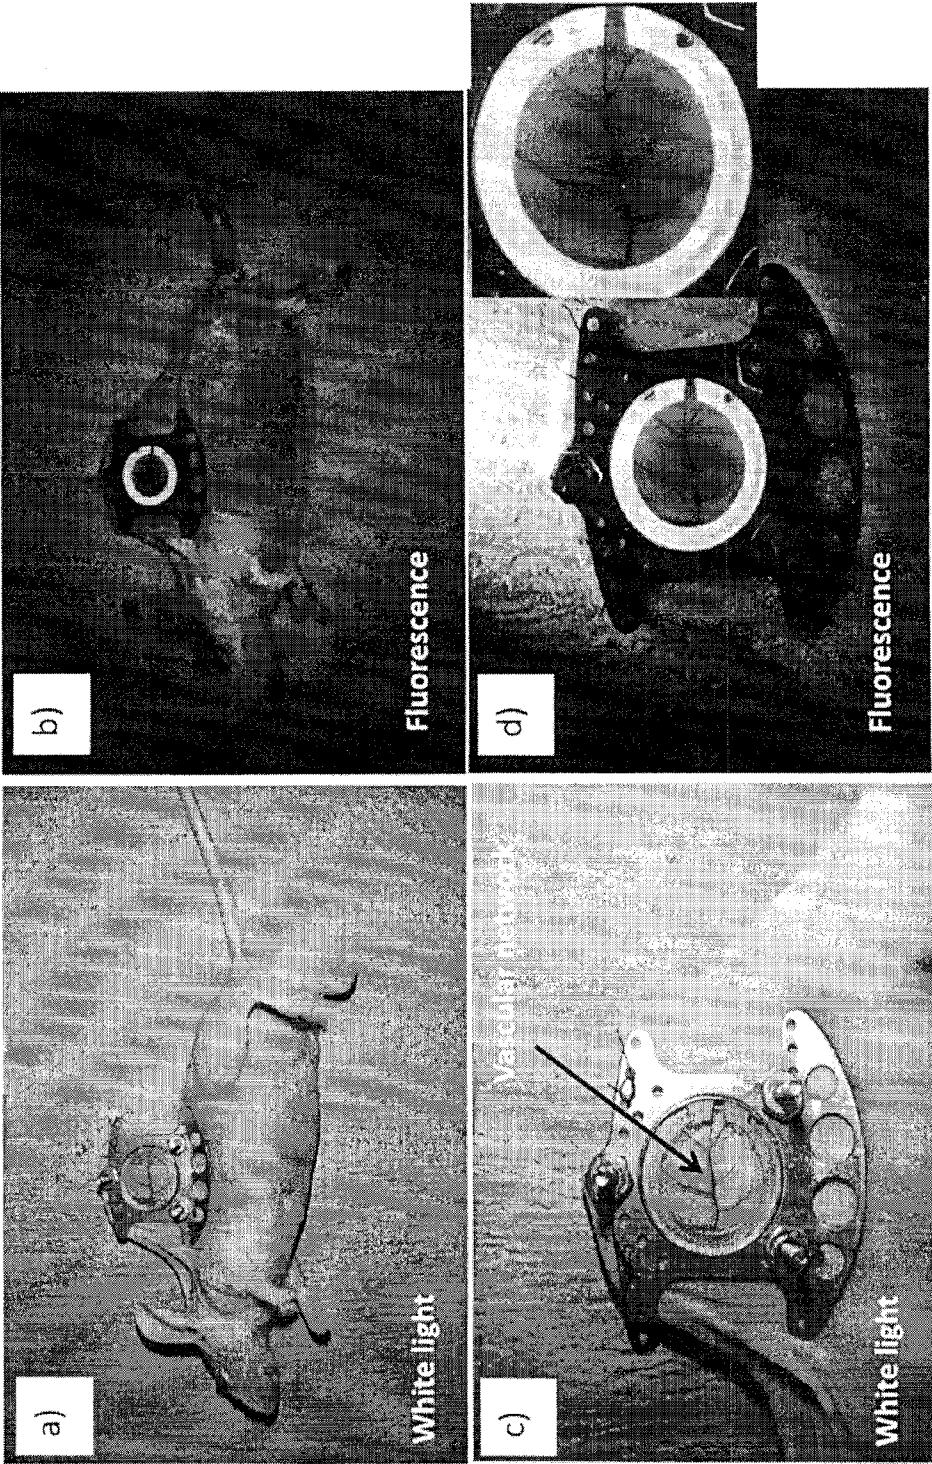 a)
White light
b)
Fluorescence
c)
Vascular network
White light
d)
Fluorescence